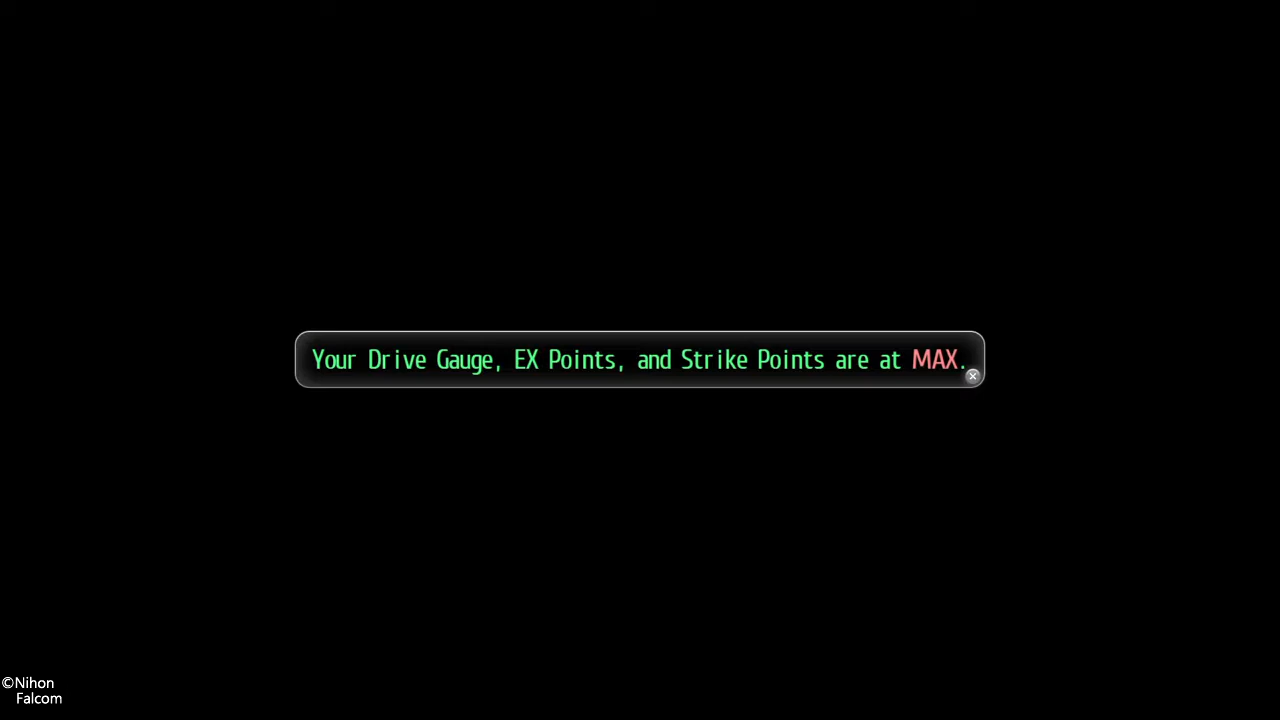 Your Drive Gauge, EX Points, and Strike Points are at MAX.
©Nihon
Falcom